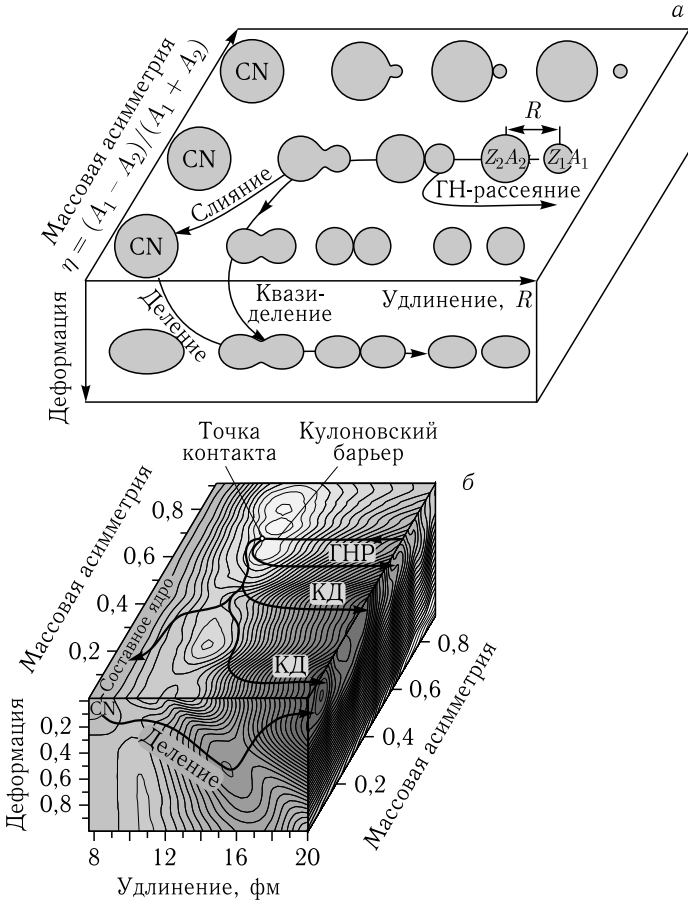 а
Массовая асимметрия
η = (A₁ − A₂)/(A₁ + A₂)
CN
R
CN
Z₂A₂
Z₁A₁
ГН-рассеяние
Слияние
CN
Деформация
Деление
Квази-
деление
Удлинение, R
Точка
контакта
Кулоновский
барьер
б
Массовая асимметрия
0,8
0,6
0,4
0,2
ГНР
КД
КД
Составное ядро
CN
Деление
Деформация
0,2
0,4
0,6
0,8
0,8
0,6
0,4
0,2
Массовая асимметрия
8
12
16
20
Удлинение, фм